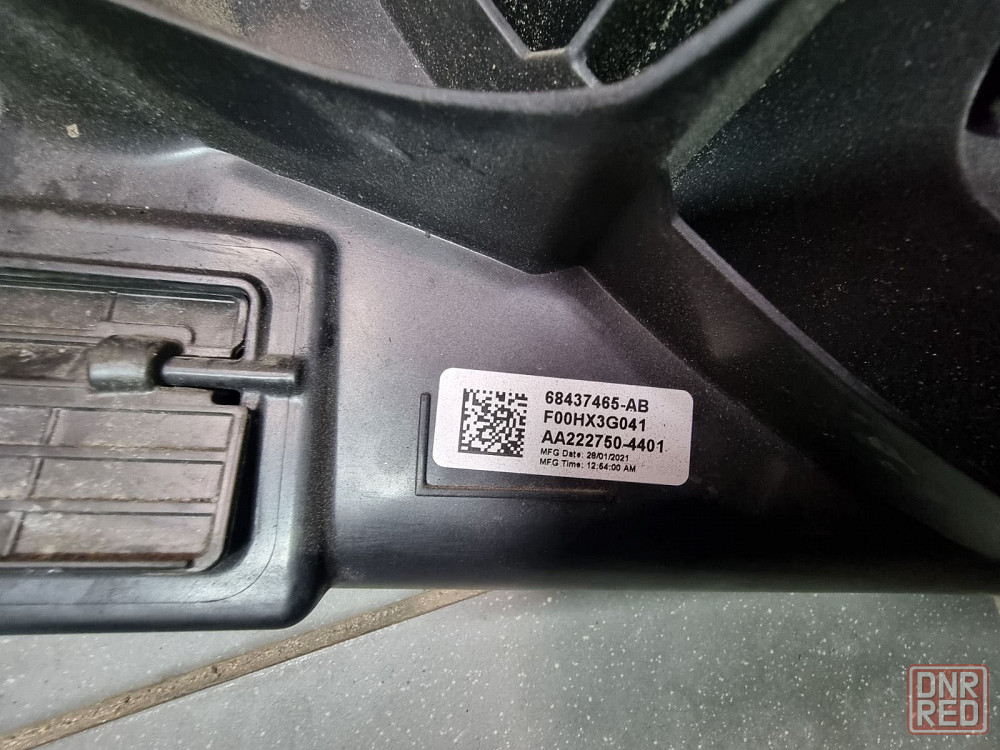 68437465-AB
F00HX3G041
AA222750-4401
MFG Date: 28/01/2021
MFG Time: 12:54:00 AM
DNR
RED